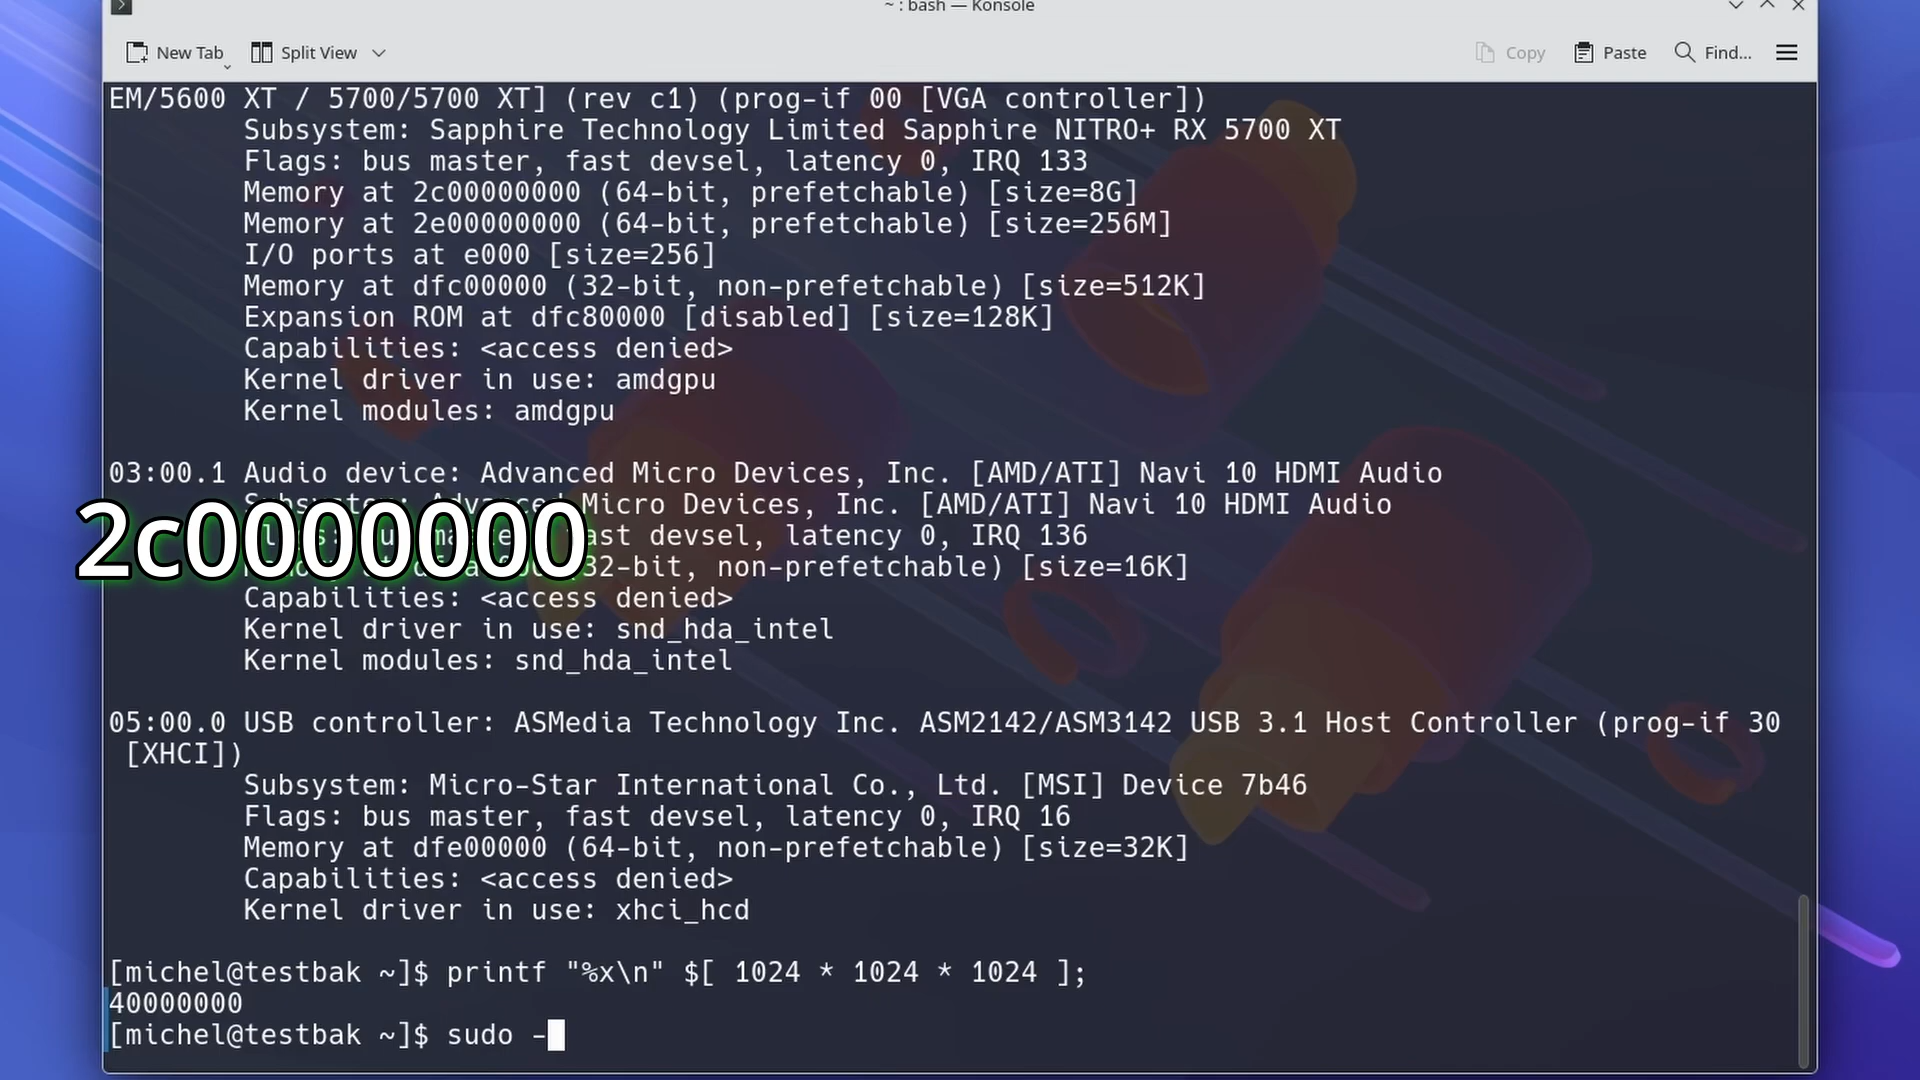 ~ : bash — Konsole
New Tab
Split View
Copy
Paste
Find...
EM/5600 XT / 5700/5700 XT] (rev c1) (prog-if 00 [VGA controller])
Subsystem: Sapphire Technology Limited Sapphire NITRO+ RX 5700 XT
Flags: bus master, fast devsel, latency 0, IRQ 133
Memory at 2c00000000 (64-bit, prefetchable) [size=8G]
Memory at 2e00000000 (64-bit, prefetchable) [size=256M]
I/O ports at e000 [size=256]
Memory at dfc00000 (32-bit, non-prefetchable) [size=512K]
Expansion ROM at dfc80000 [disabled] [size=128K]
Capabilities: <access denied>
Kernel driver in use: amdgpu
Kernel modules: amdgpu
03:00.1 Audio device: Advanced Micro Devices, Inc. [AMD/ATI] Navi 10 HDMI Audio
Subsystem: Advanced Micro Devices, Inc. [AMD/ATI] Navi 10 HDMI Audio
2c0000000
fast devsel, latency 0, IRQ 136
(32-bit, non-prefetchable) [size=16K]
Capabilities: <access denied>
Kernel driver in use: snd_hda_intel
Kernel modules: snd_hda_intel
05:00.0 USB controller: ASMedia Technology Inc. ASM2142/ASM3142 USB 3.1 Host Controller (prog-if 30
[XHCI])
Subsystem: Micro-Star International Co., Ltd. [MSI] Device 7b46
Flags: bus master, fast devsel, latency 0, IRQ 16
Memory at dfe00000 (64-bit, non-prefetchable) [size=32K]
Capabilities: <access denied>
Kernel driver in use: xhci_hcd
[michel@testbak ~]$ printf "%x\n" $[ 1024 * 1024 * 1024 ];
40000000
[michel@testbak ~]$ sudo -